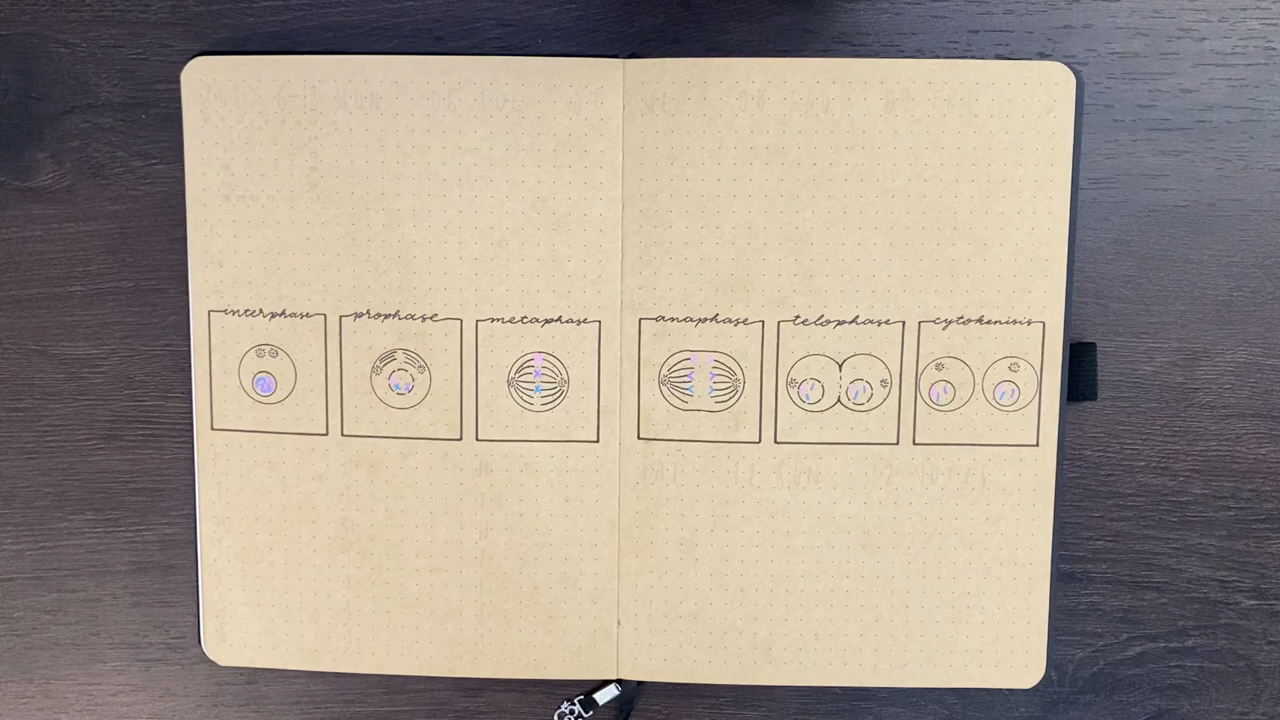 interphase
prophase
metaphase
anaphase
telophase
cytokenisis